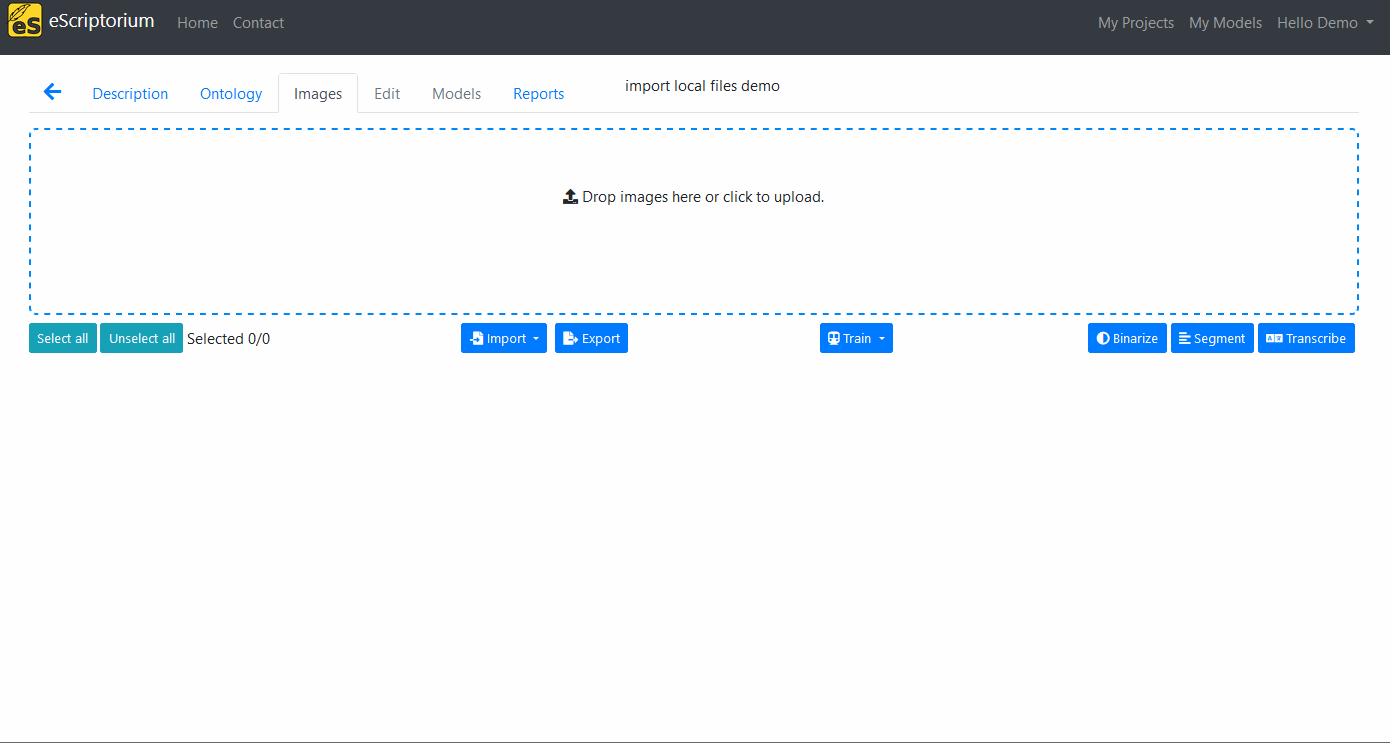 eS eScriptorium Home Contact My Projects My Models Hello Demo
Description Ontology Images Edit Models Reports import local files demo
Drop images here or click to upload.
Select all Unselect all Selected 0/0 Import Export Train Binarize Segment Transcribe